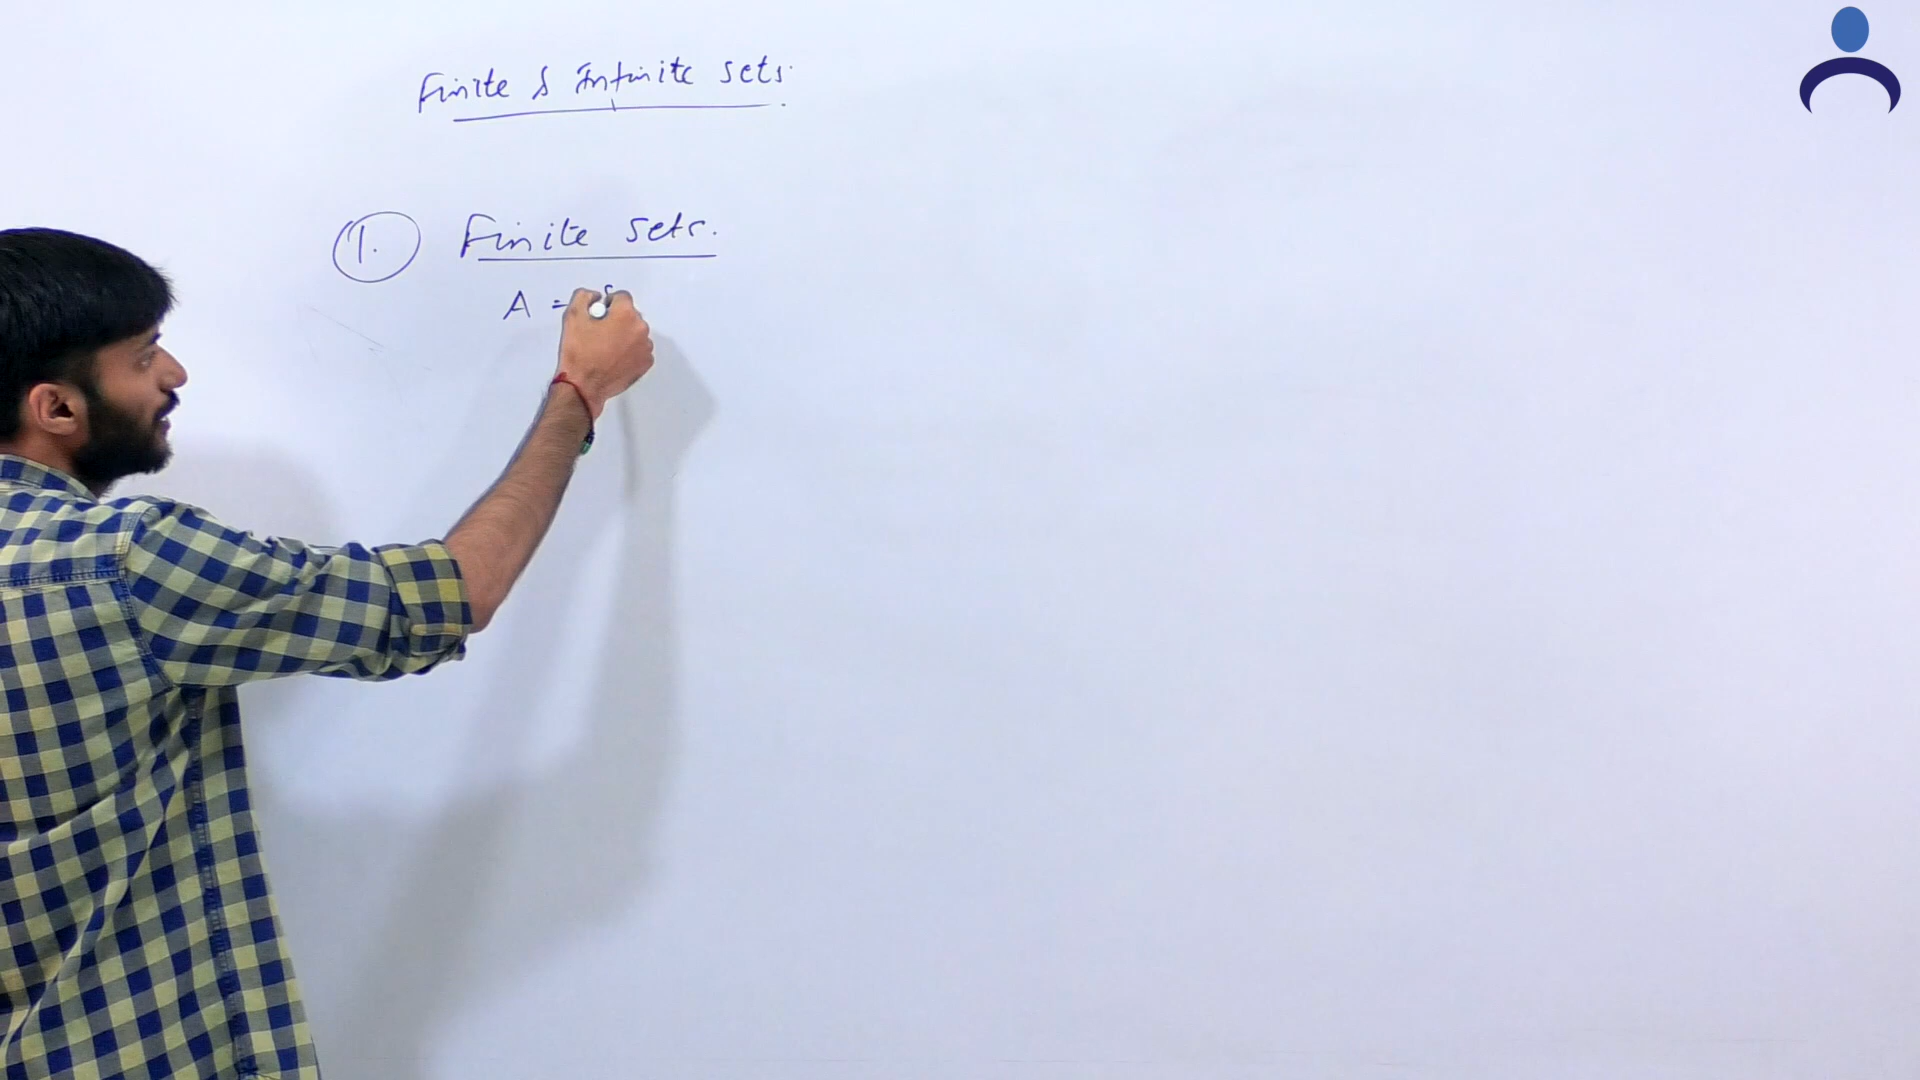 Finite & Infinite sets.
1. Finite sets.
A = {